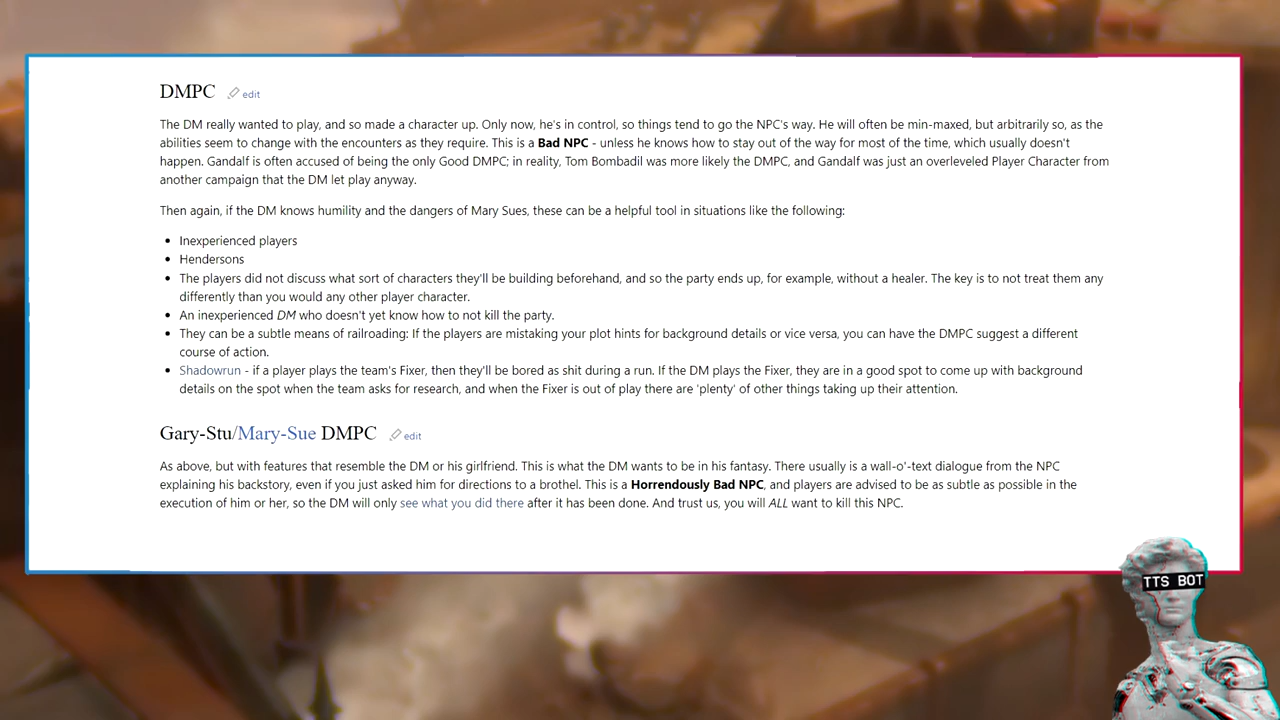 DMPC edit
The DM really wanted to play, and so made a character up. Only now, he's in control, so things tend to go the NPC's way. He will often be min-maxed, but arbitrarily so, as the
abilities seem to change with the encounters as they require. This is a Bad NPC - unless he knows how to stay out of the way for most of the time, which usually doesn't
happen. Gandalf is often accused of being the only Good DMPC; in reality, Tom Bombadil was more likely the DMPC, and Gandalf was just an overleveled Player Character from
another campaign that the DM let play anyway.
Then again, if the DM knows humility and the dangers of Mary Sues, these can be a helpful tool in situations like the following:
• Inexperienced players
• Hendersons
• The players did not discuss what sort of characters they'll be building beforehand, and so the party ends up, for example, without a healer. The key is to not treat them any
differently than you would any other player character.
• An inexperienced DM who doesn't yet know how to not kill the party.
• They can be a subtle means of railroading: If the players are mistaking your plot hints for background details or vice versa, you can have the DMPC suggest a different
course of action.
• Shadowrun - if a player plays the team's Fixer, then they'll be bored as shit during a run. If the DM plays the Fixer, they are in a good spot to come up with background
details on the spot when the team asks for research, and when the Fixer is out of play there are 'plenty' of other things taking up their attention.
Gary-Stu/Mary-Sue DMPC edit
As above, but with features that resemble the DM or his girlfriend. This is what the DM wants to be in his fantasy. There usually is a wall-o'-text dialogue from the NPC
explaining his backstory, even if you just asked him for directions to a brothel. This is a Horrendously Bad NPC, and players are advised to be as subtle as possible in the
execution of him or her, so the DM will only see what you did there after it has been done. And trust us, you will ALL want to kill this NPC.
TTS BOT